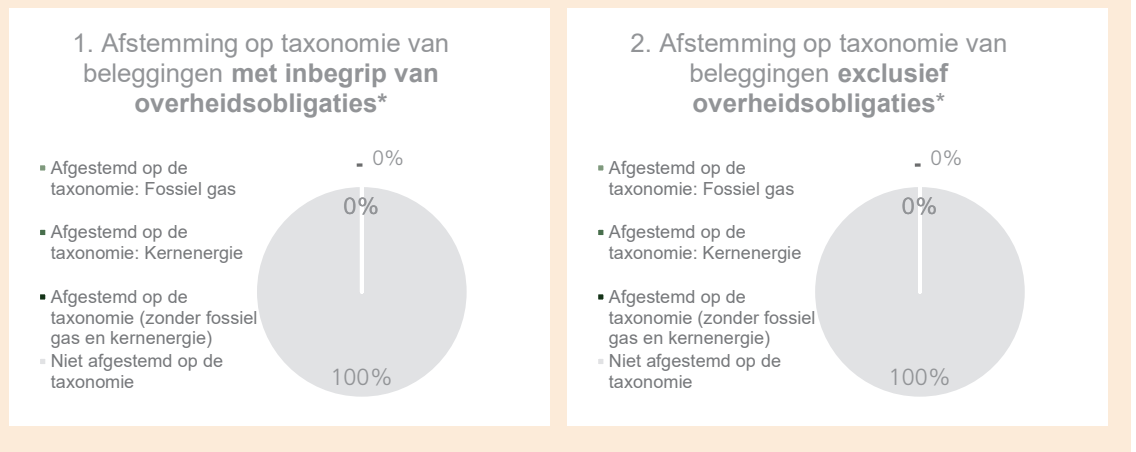 1. Afstemming op taxonomie van
beleggingen met inbegrip van
overheidsobligaties*
Afgestemd op de
taxonomie: Fossiel gas
Afgestemd op de
taxonomie: Kernenergie
Afgestemd op de
taxonomie (zonder fossiel
gas en kernenergie)
Niet afgestemd op de
taxonomie
- 0%
0%
100%
2. Afstemming op taxonomie van
beleggingen exclusief
overheidsobligaties*
Afgestemd op de
taxonomie: Fossiel gas
Afgestemd op de
taxonomie: Kernenergie
Afgestemd op de
taxonomie (zonder fossiel
gas en kernenergie)
Niet afgestemd op de
taxonomie
- 0%
0%
100%